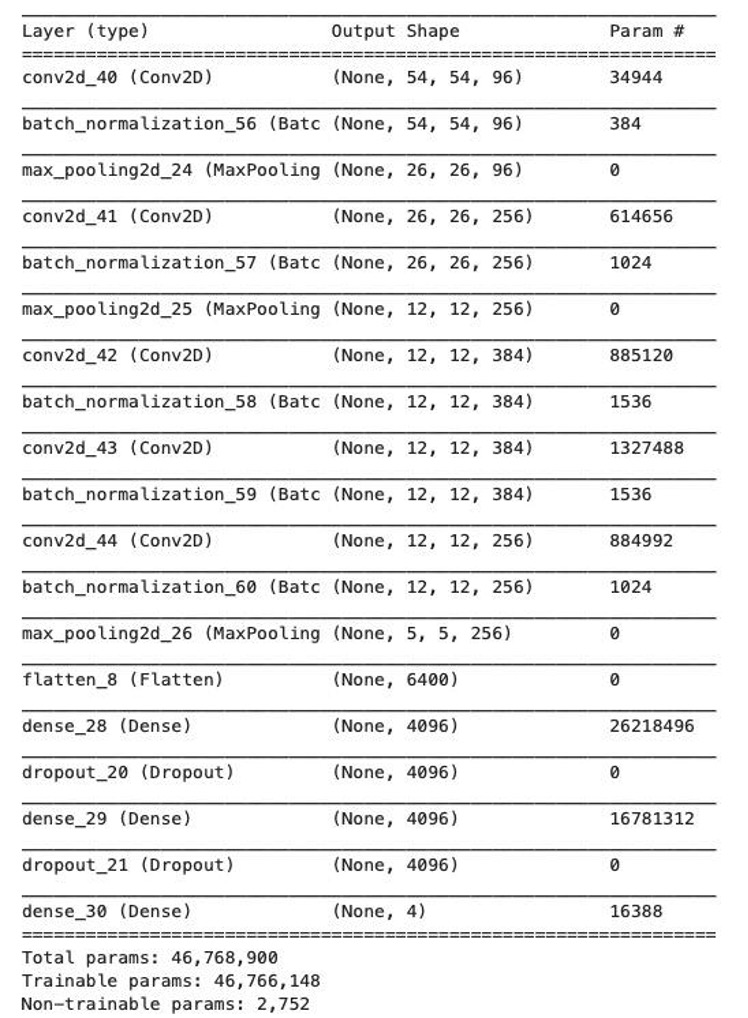 Layer (type) Output Shape Param #
=================================================================
conv2d_40 (Conv2D) (None, 54, 54, 96) 34944
batch_normalization_56 (Batc (None, 54, 54, 96) 384
max_pooling2d_24 (MaxPooling (None, 26, 26, 96) 0
conv2d_41 (Conv2D) (None, 26, 26, 256) 614656
batch_normalization_57 (Batc (None, 26, 26, 256) 1024
max_pooling2d_25 (MaxPooling (None, 12, 12, 256) 0
conv2d_42 (Conv2D) (None, 12, 12, 384) 885120
batch_normalization_58 (Batc (None, 12, 12, 384) 1536
conv2d_43 (Conv2D) (None, 12, 12, 384) 1327488
batch_normalization_59 (Batc (None, 12, 12, 384) 1536
conv2d_44 (Conv2D) (None, 12, 12, 256) 884992
batch_normalization_60 (Batc (None, 12, 12, 256) 1024
max_pooling2d_26 (MaxPooling (None, 5, 5, 256) 0
flatten_8 (Flatten) (None, 6400) 0
dense_28 (Dense) (None, 4096) 26218496
dropout_20 (Dropout) (None, 4096) 0
dense_29 (Dense) (None, 4096) 16781312
dropout_21 (Dropout) (None, 4096) 0
dense_30 (Dense) (None, 4) 16388
=================================================================
Total params: 46,768,900
Trainable params: 46,766,148
Non-trainable params: 2,752